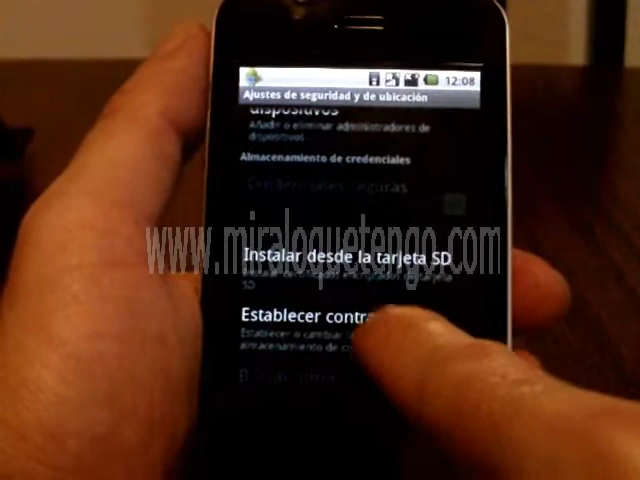 12:08
Ajustes de seguridad y de ubicación
dispositivos
Añadir o eliminar administradores de
dispositivos
Almacenamiento de credenciales
Credenciales seguras
www.miraloquetengo.com
Instalar desde la tarjeta SD
SD
Establecer contra
Establecer o cambiar
almacenamiento de